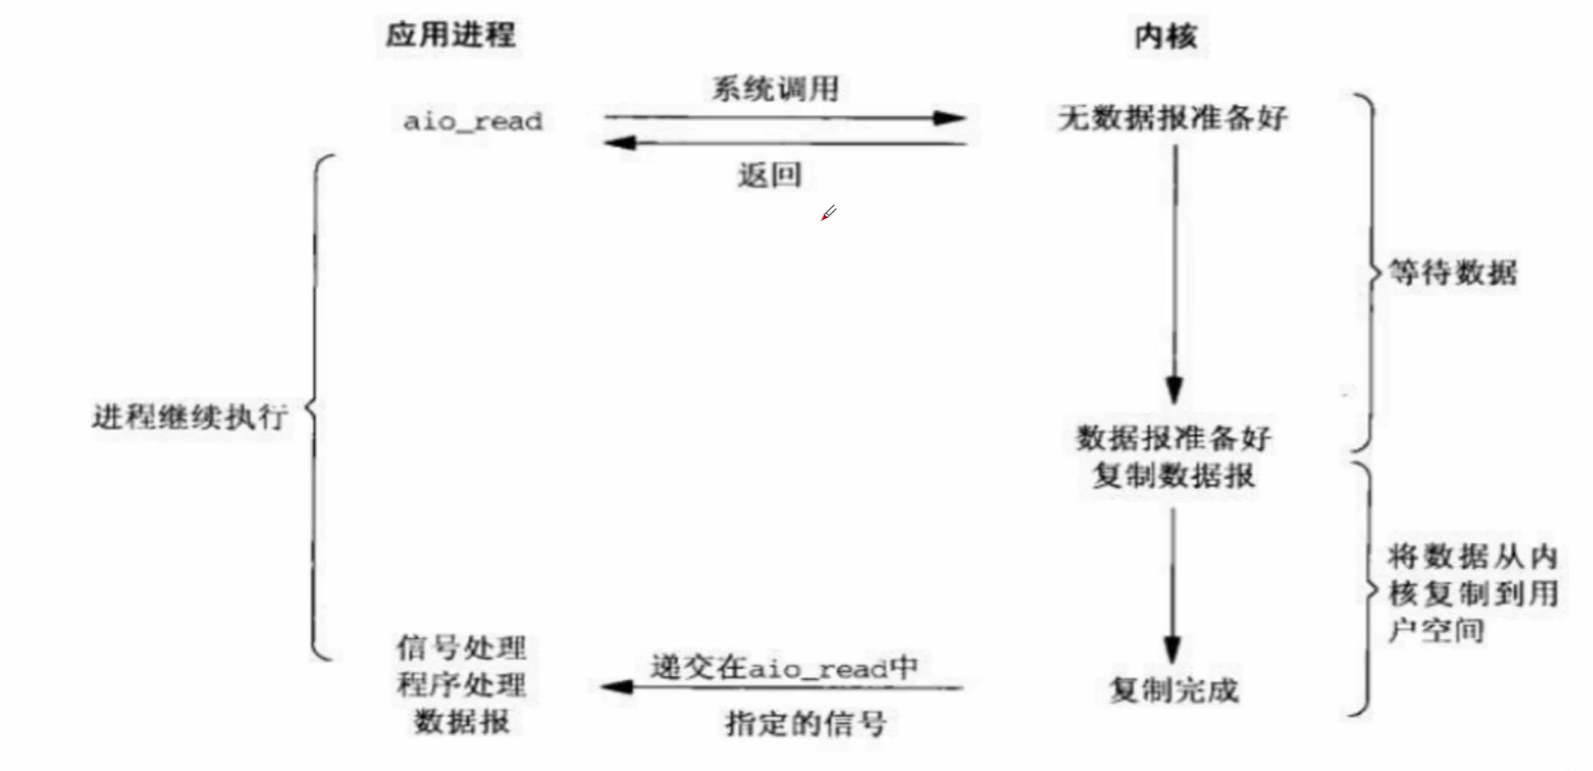 应用进程
内核
系统调用
aio_read
无数据报准备好
返回
等待数据
进程继续执行
数据报准备好
复制数据报
将数据从内
核复制到用
户空间
信号处理
程序处理
数据报
递交在aio_read中
指定的信号
复制完成